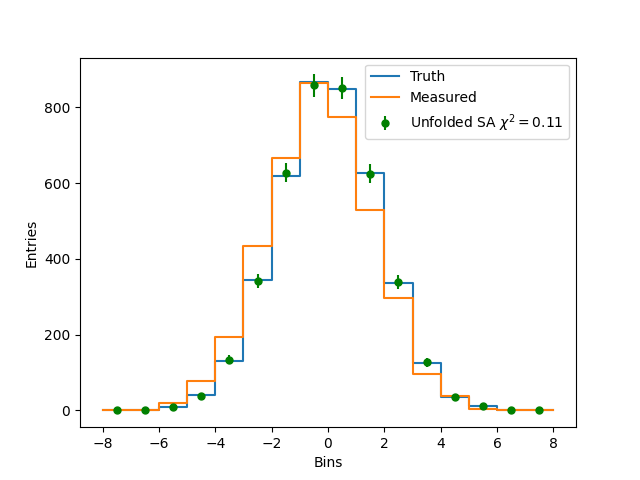 Truth
Measured
Unfolded SA χ² = 0.11
800
600
400
200
0
Entries
−8 −6 −4 −2 0 2 4 6 8
Bins